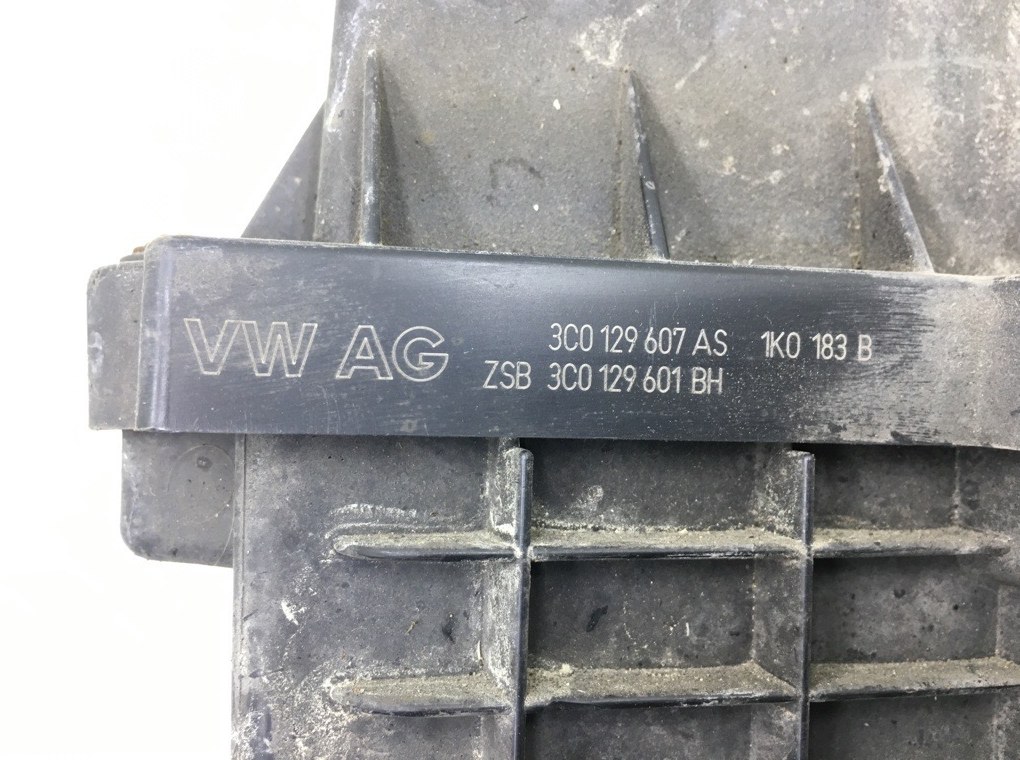 VW AG
3C0 129 607 AS 1K0 183 B
ZSB 3C0 129 601 BH